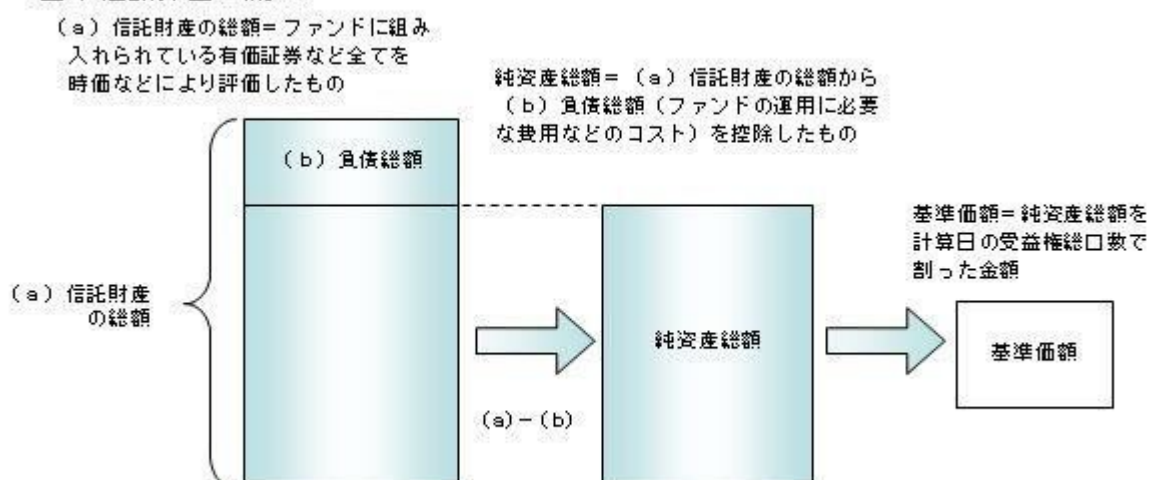 （a）信託財産の総額=ファンドに組み
入れられている有価証券など全てを
時価などにより評価したもの
純資産総額=（a）信託財産の総額から
（b）負債総額（ファンドの運用に必要
な費用などのコスト）を控除したもの
（b）負債総額
基準価額=純資産総額を
計算日の受益権総口数で
割った金額
（a）信託財産
の総額
純資産総額
基準価額
(a)－(b)